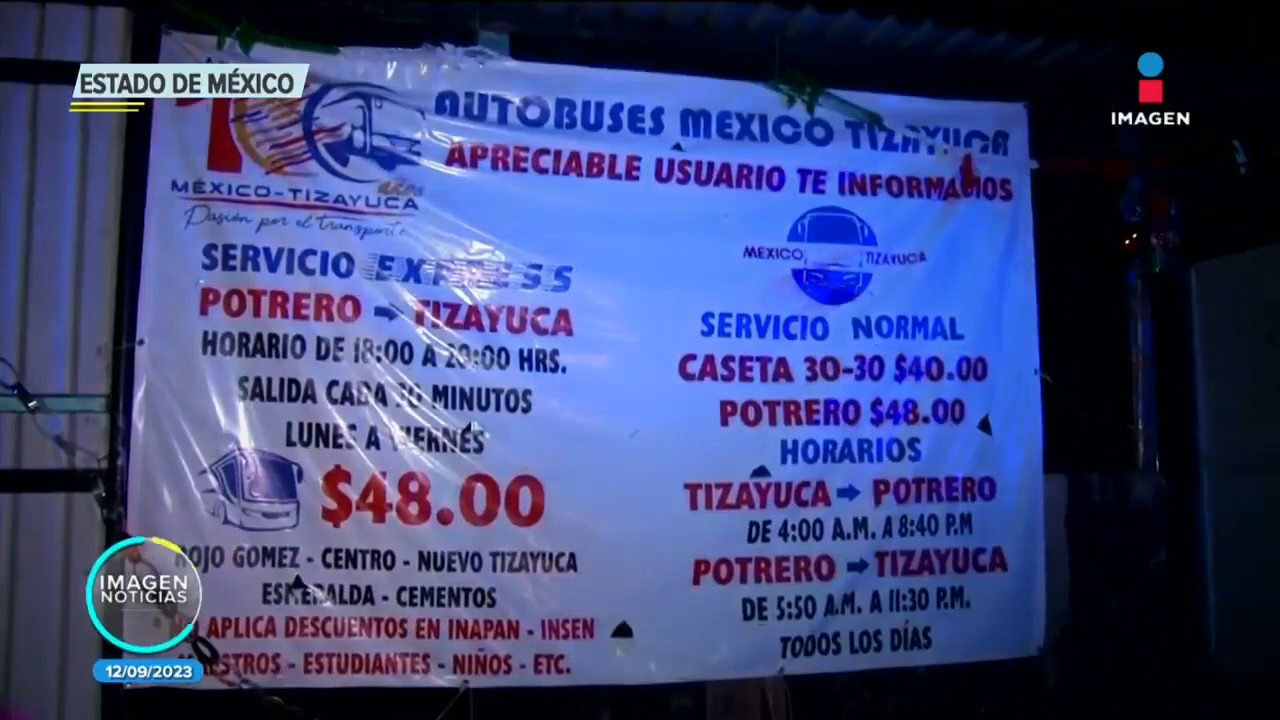 ESTADO DE MÉXICO
IMAGEN
AUTOBUSES MEXICO TIZAYUCA
APRECIABLE USUARIO TE INFORMAMOS
100 años
MÉXICO-TIZAYUCA
Pasión por el transporte
SERVICIO EXPRESS
POTRERO ➡ TIZAYUCA
HORARIO DE 18:00 A 20:00 HRS.
SALIDA CADA MINUTOS
LUNES A VIERNES
$48.00
ROJO GOMEZ - CENTRO - NUEVO TIZAYUCA
ESMERALDA - CEMENTOS
APLICA DESCUENTOS EN INAPAN - INSEN
MAESTROS - ESTUDIANTES - NIÑOS - ETC.
MEXICO TIZAYUCA
SERVICIO NORMAL
CASETA 30-30 $40.00
POTRERO $48.00
HORARIOS
TIZAYUCA ➡ POTRERO
DE 4:00 A.M. A 8:40 P.M
POTRERO ➡ TIZAYUCA
DE 5:50 A.M. A 11:30 P.M.
TODOS LOS DÍAS
IMAGEN
NOTICIAS
12/09/2023